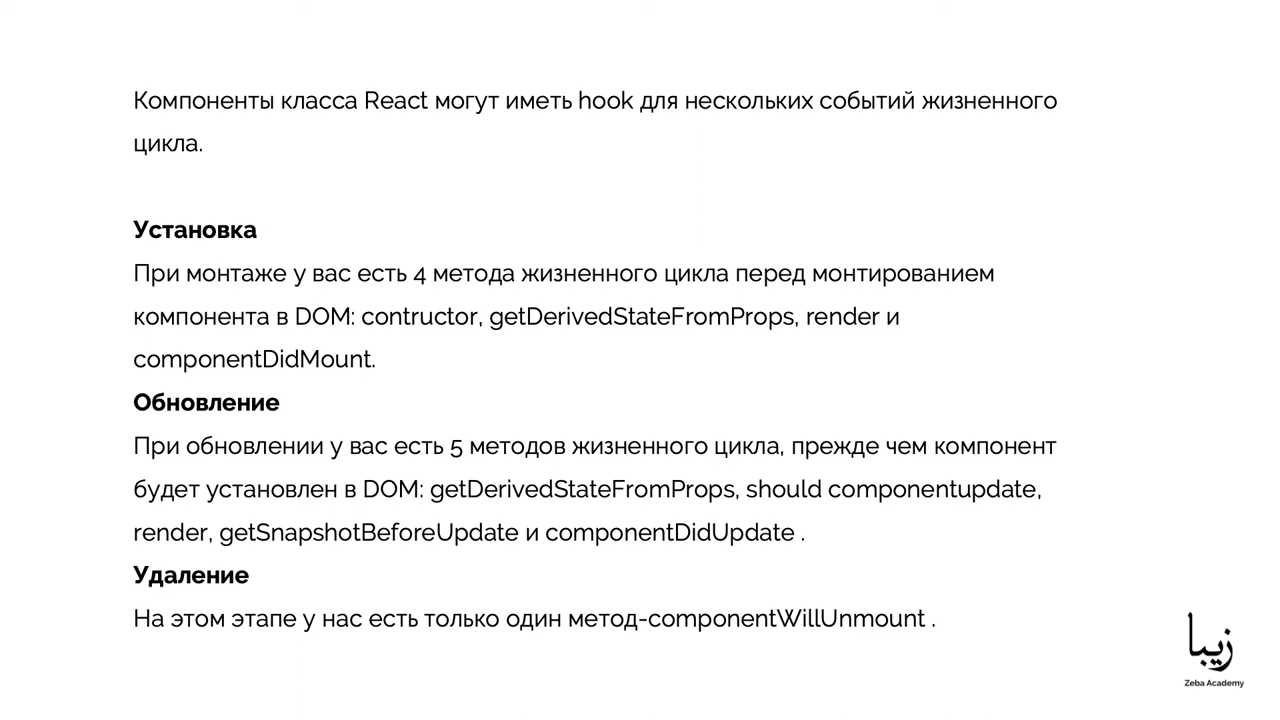 Компоненты класса React могут иметь hook для нескольких событий жизненного
цикла.
Установка
При монтаже у вас есть 4 метода жизненного цикла перед монтированием
компонента в DOM: contructor, getDerivedStateFromProps, render и
componentDidMount.
Обновление
При обновлении у вас есть 5 методов жизненного цикла, прежде чем компонент
будет установлен в DOM: getDerivedStateFromProps, should componentupdate,
render, getSnapshotBeforeUpdate и componentDidUpdate .
Удаление
На этом этапе у нас есть только один метод-componentWillUnmount .
زیبا
Zeba Academy